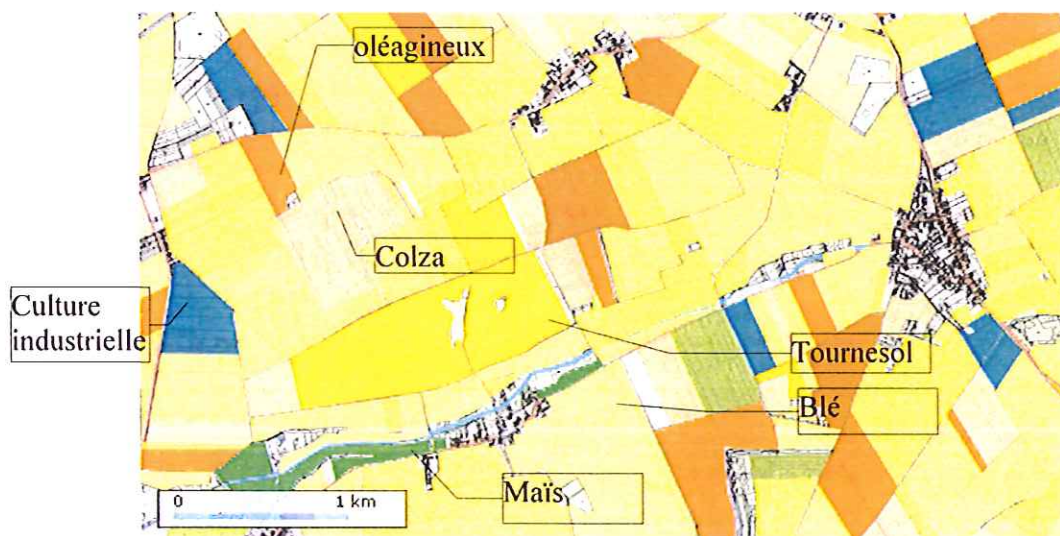 oléagineux
Colza
Culture
industrielle
Tournesol
Blé
Maïs
0 1 km